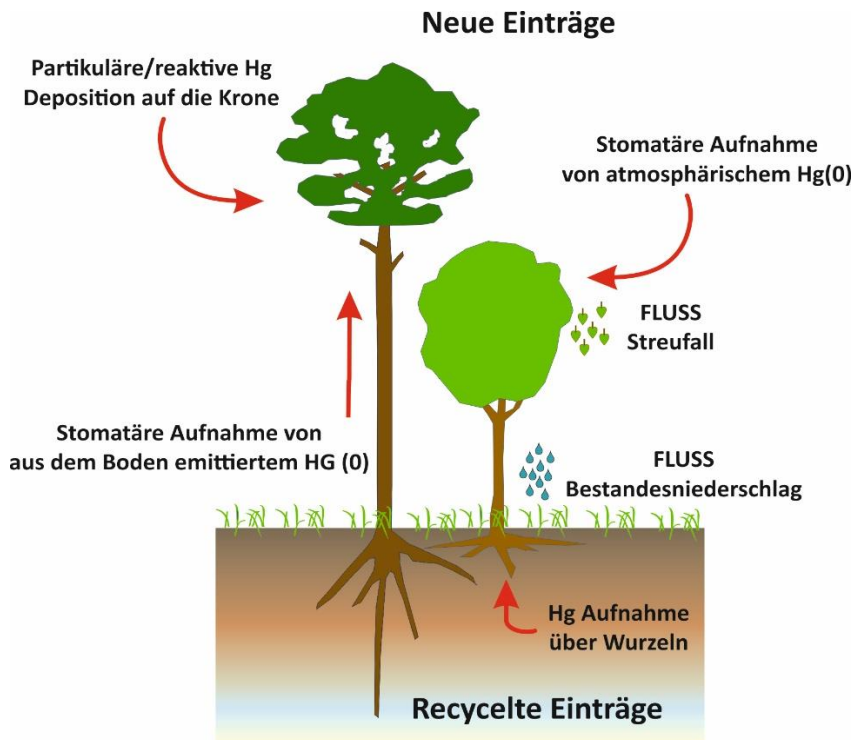 Neue Einträge
Partikuläre/reaktive Hg
Deposition auf die Krone
Stomatäre Aufnahme
von atmosphärischem Hg(0)
FLUSS
Streufall
Stomatäre Aufnahme von
aus dem Boden emittiertem HG (0)
FLUSS
Bestandesniederschlag
Hg Aufnahme
über Wurzeln
Recycelte Einträge